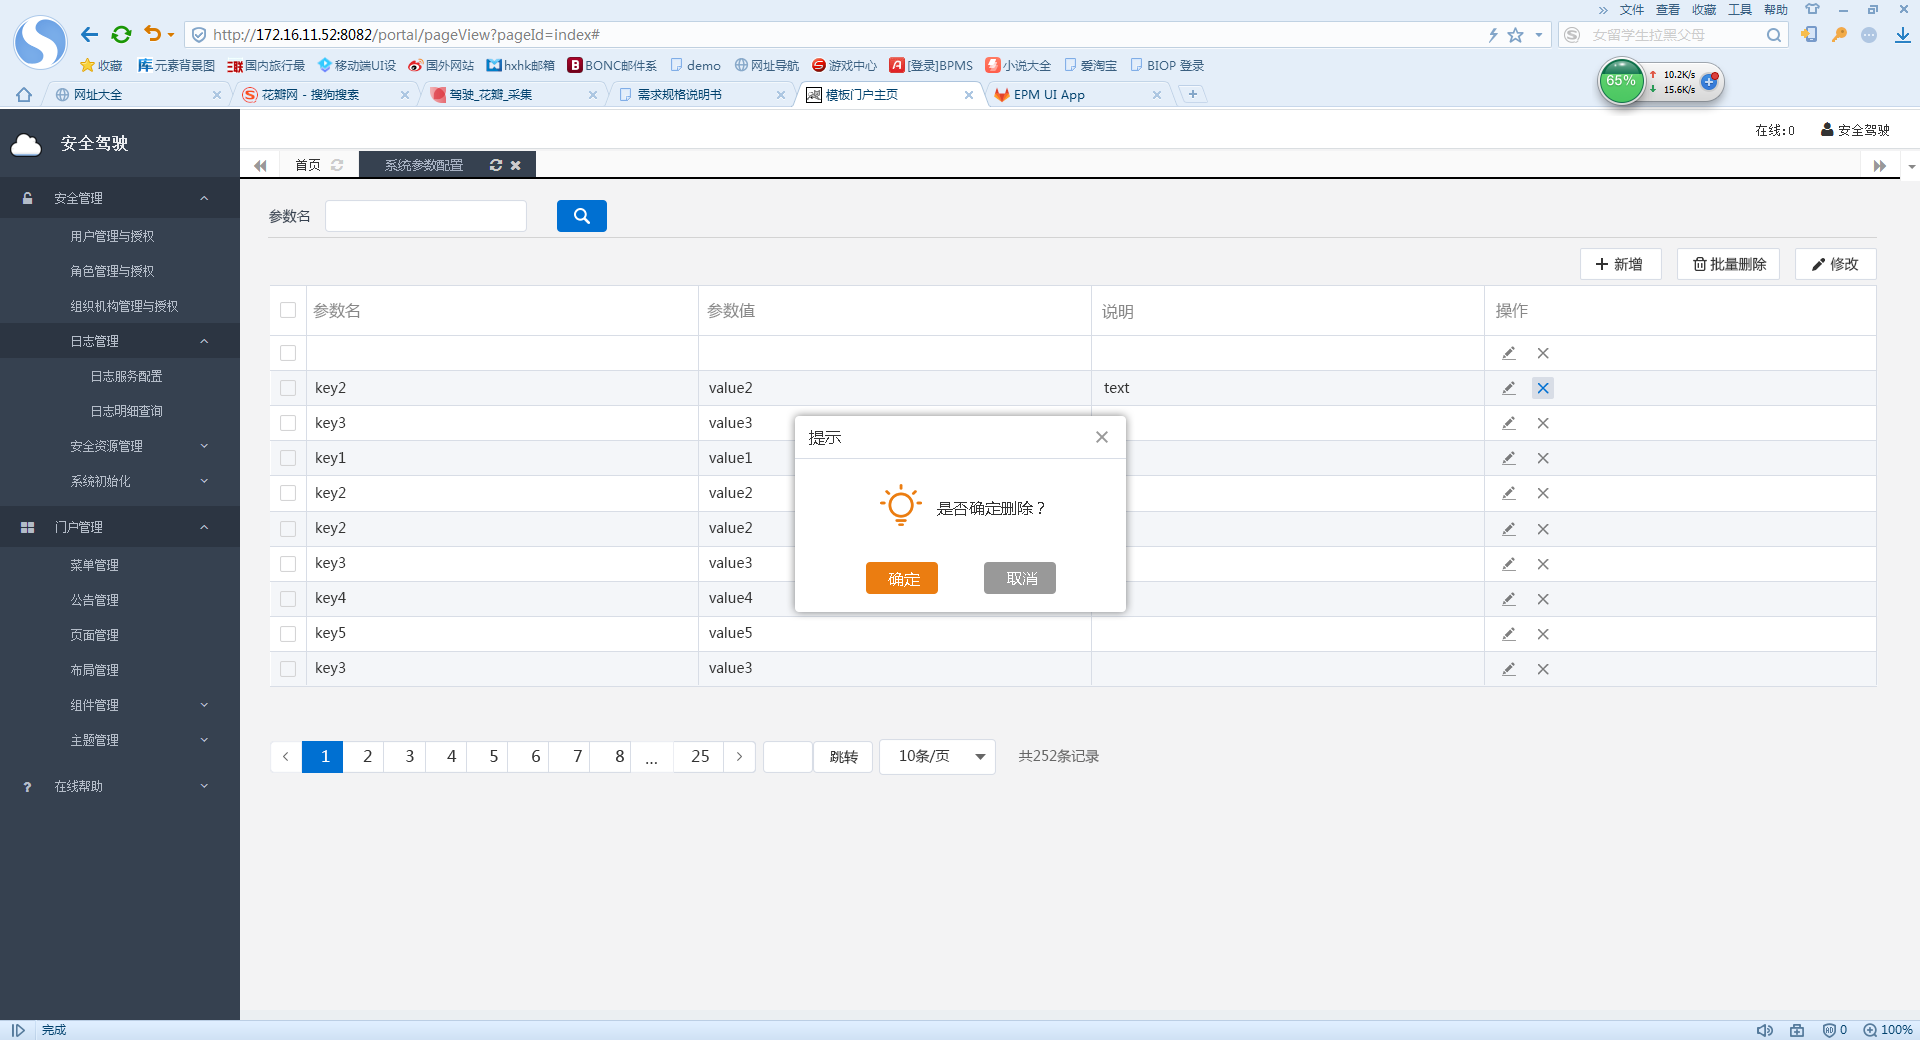 文件 查看 收藏 工具 帮助
http://172.16.11.52:8082/portal/pageView?pageId=index#
女留学生拉黑父母
收藏 元素背景图 国内旅行最 移动端UI设 国外网站 hxhk邮箱 BONC邮件系 demo 网址导航 游戏中心 [登录]BPMS 小说大全 爱淘宝 BIOP 登录
65% 10.2K/s
15.6K/s
网址大全 花瓣网 - 搜狗搜索 驾驶_花瓣_采集 需求规格说明书 模板门户主页 EPM UI App
安全驾驶
在线:0 安全驾驶
首页 系统参数配置
安全管理
用户管理与授权
角色管理与授权
组织机构管理与授权
日志管理
日志服务配置
日志明细查询
安全资源管理
系统初始化
门户管理
菜单管理
公告管理
页面管理
布局管理
组件管理
主题管理
在线帮助
参数名
新增 批量删除 修改
参数名 参数值 说明 操作
key2 value2 text
key3 value3
key1 value1
key2 value2
key2 value2
key3 value3
key4 value4
key5 value5
key3 value3
提示
是否确定删除？
确定 取消
1 2 3 4 5 6 7 8 ... 25 跳转 10条/页 共252条记录
完成
0 100%